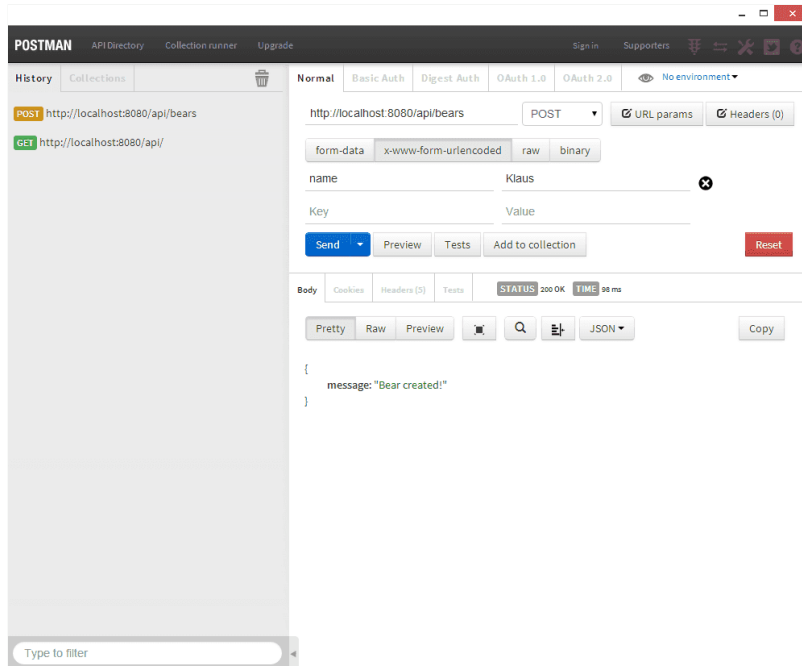 POSTMAN API Directory Collection runner Upgrade Sign in Supporters
History Collections
Normal Basic Auth Digest Auth OAuth 1.0 OAuth 2.0 No environment
POST http://localhost:8080/api/bears
GET http://localhost:8080/api/
http://localhost:8080/api/bears POST URL params Headers (0)
form-data x-www-form-urlencoded raw binary
name Klaus
Key Value
Send Preview Tests Add to collection Reset
Body Cookies Headers (5) Tests STATUS 200 OK TIME 98 ms
Pretty Raw Preview JSON Copy
{
message: "Bear created!"
}
Type to filter